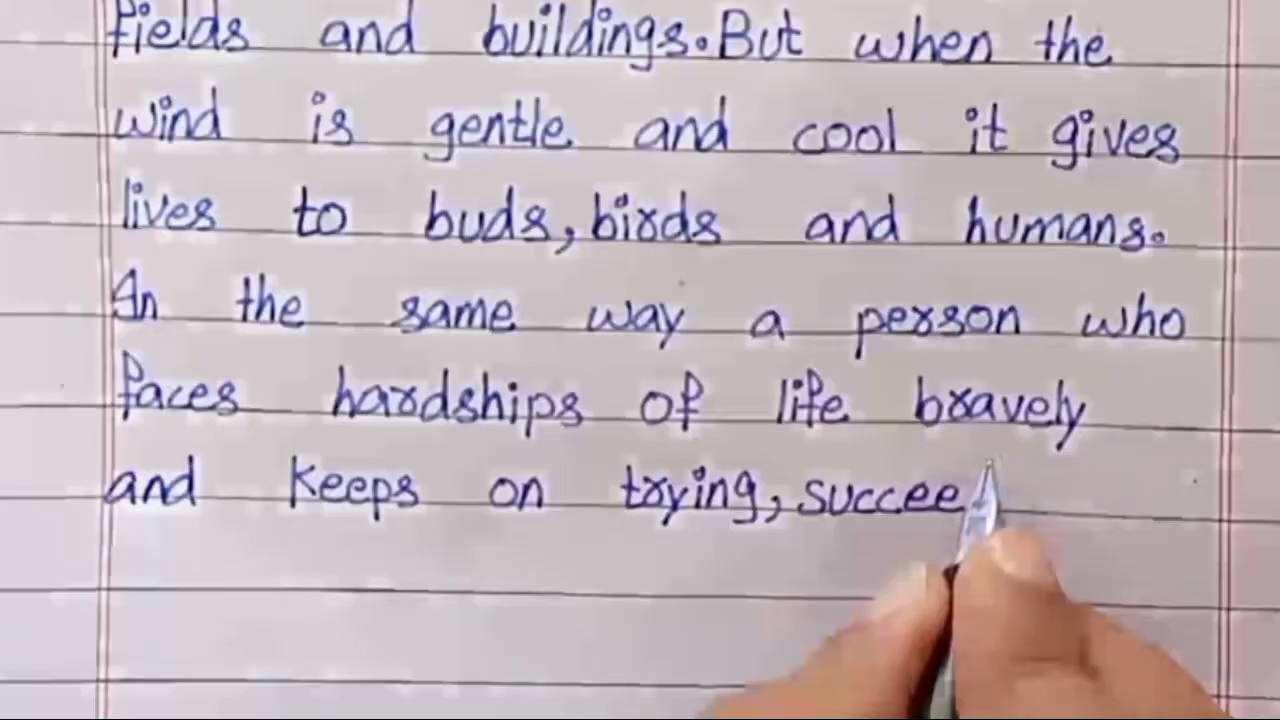 fields and buildings. But when the
wind is gentle and cool it gives
lives to buds, birds and humans.
In the same way a person who
faces hardships of life bravely
and keeps on trying, succee